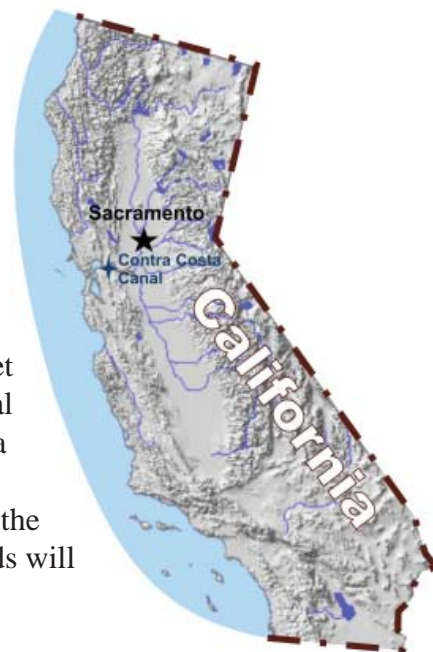 Sacramento
Contra Costa
Canal
California
et
al
a
the
ds will